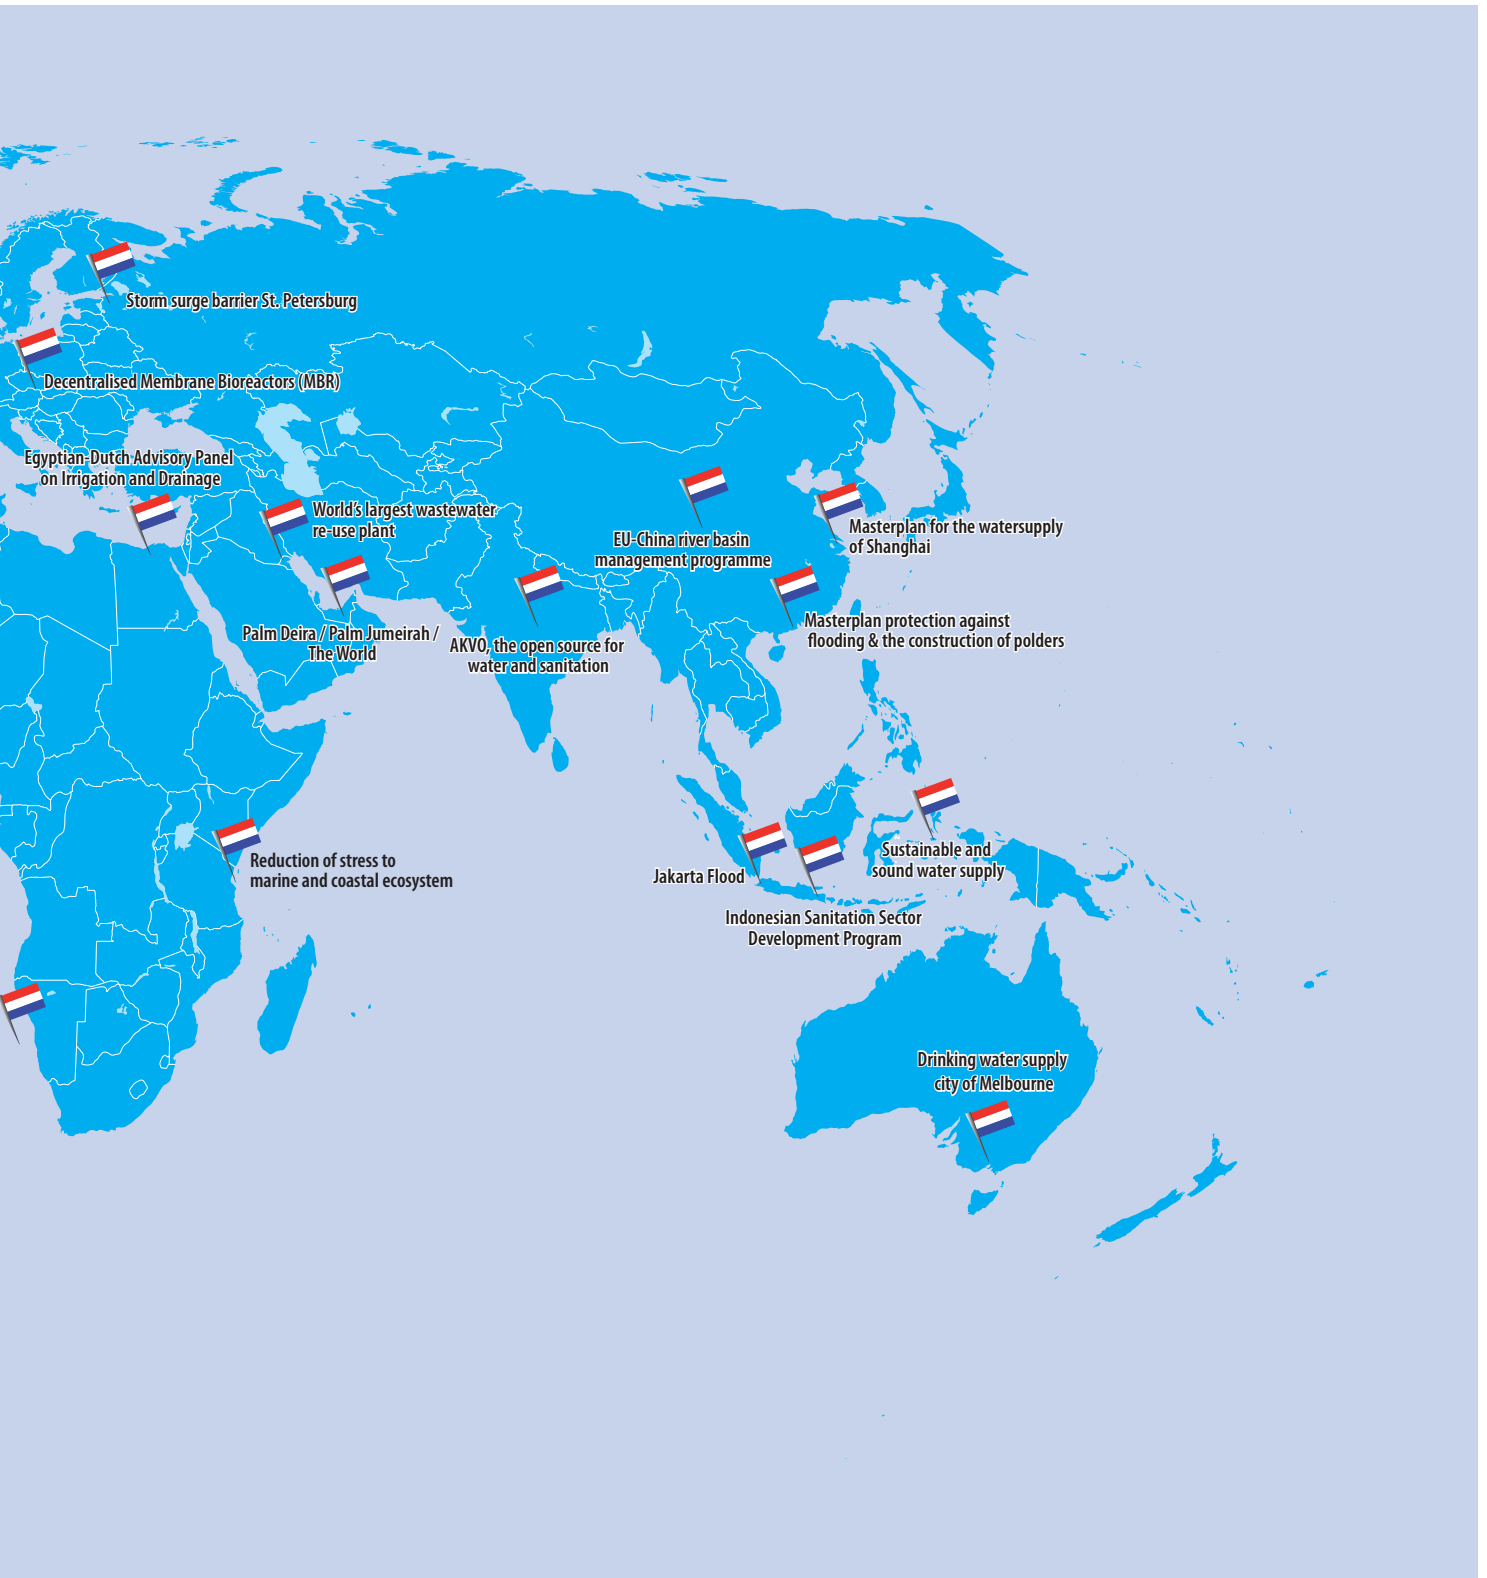 Storm surge barrier St. Petersburg
Decentralised Membrane Bioreactors (MBR)
Egyptian-Dutch Advisory Panel
on Irrigation and Drainage
World's largest wastewater
re-use plant
EU-China river basin
management programme
Masterplan for the watersupply
of Shanghai
Palm Deira / Palm Jumeirah /
The World
AKVO, the open source for
water and sanitation
Masterplan protection against
flooding & the construction of polders
Reduction of stress to
marine and coastal ecosystem
Jakarta Flood
Sustainable and
sound water supply
Indonesian Sanitation Sector
Development Program
Drinking water supply
city of Melbourne